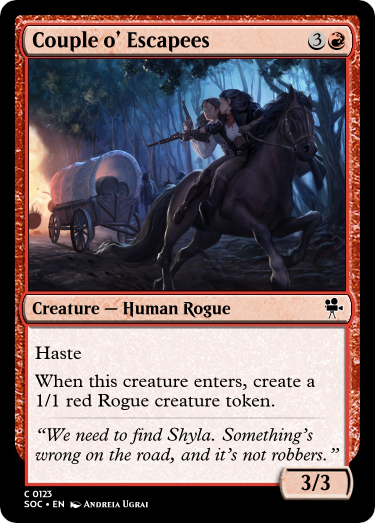 Couple o' Escapees 3
Creature — Human Rogue
Haste
When this creature enters, create a
1/1 red Rogue creature token.
"We need to find Shyla. Something's
wrong on the road, and it's not robbers."
3/3
C 0123
SOC • EN Andreia Ugrai